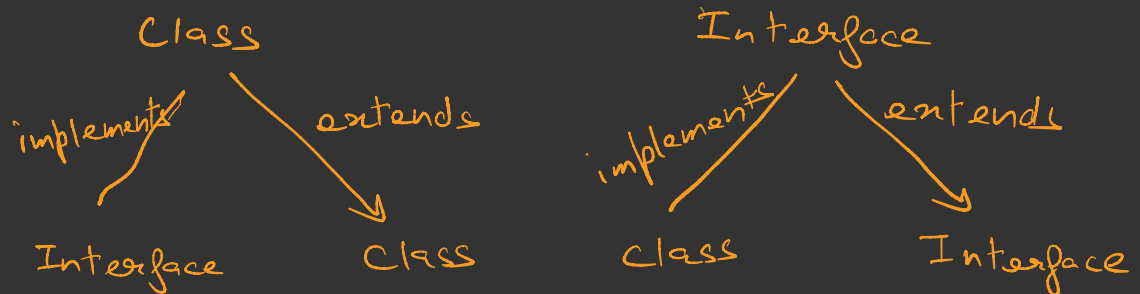 Class
Interface
implements
extends
implements
extends
Interface
Class
Class
Interface